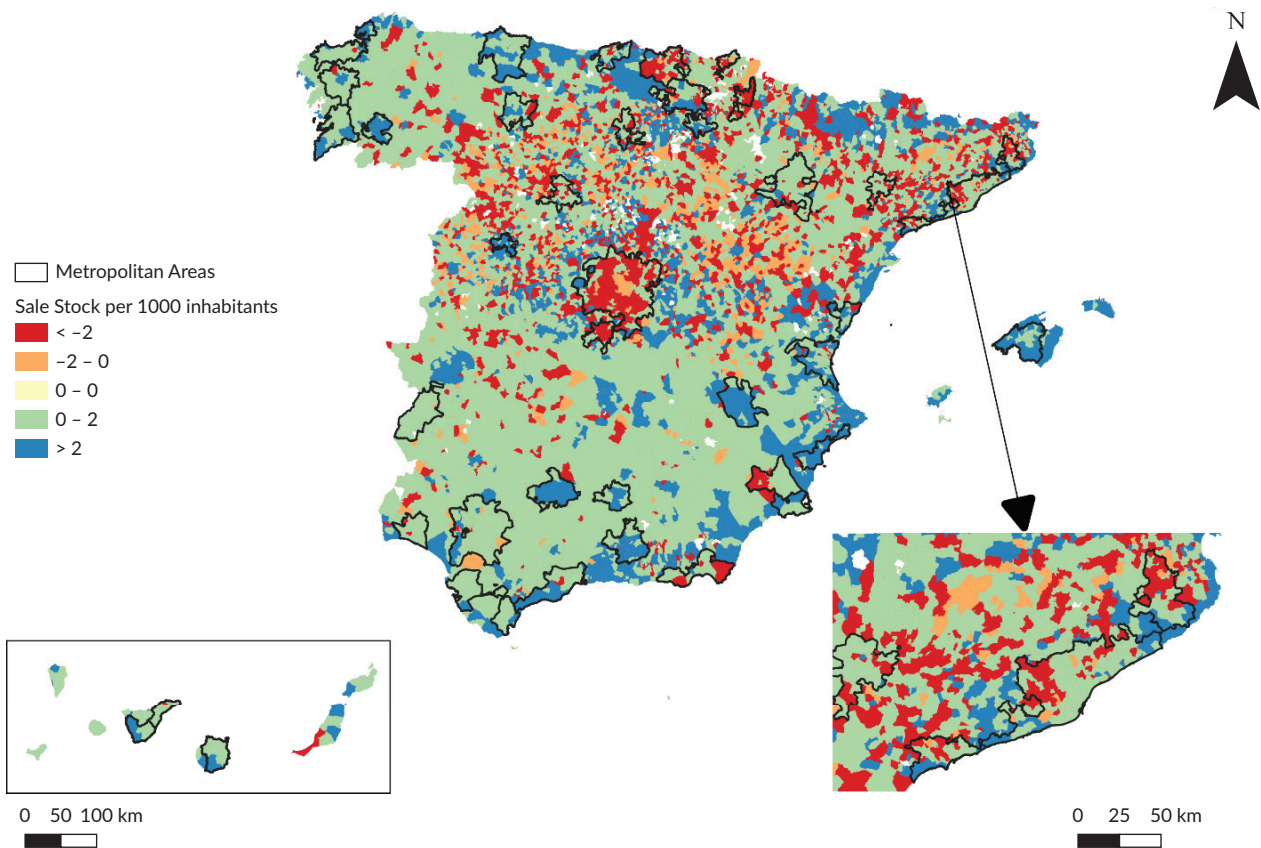 N
Metropolitan Areas
Sale Stock per 1000 inhabitants
< –2
–2 – 0
0 – 0
0 – 2
> 2
0 50 100 km
0 25 50 km